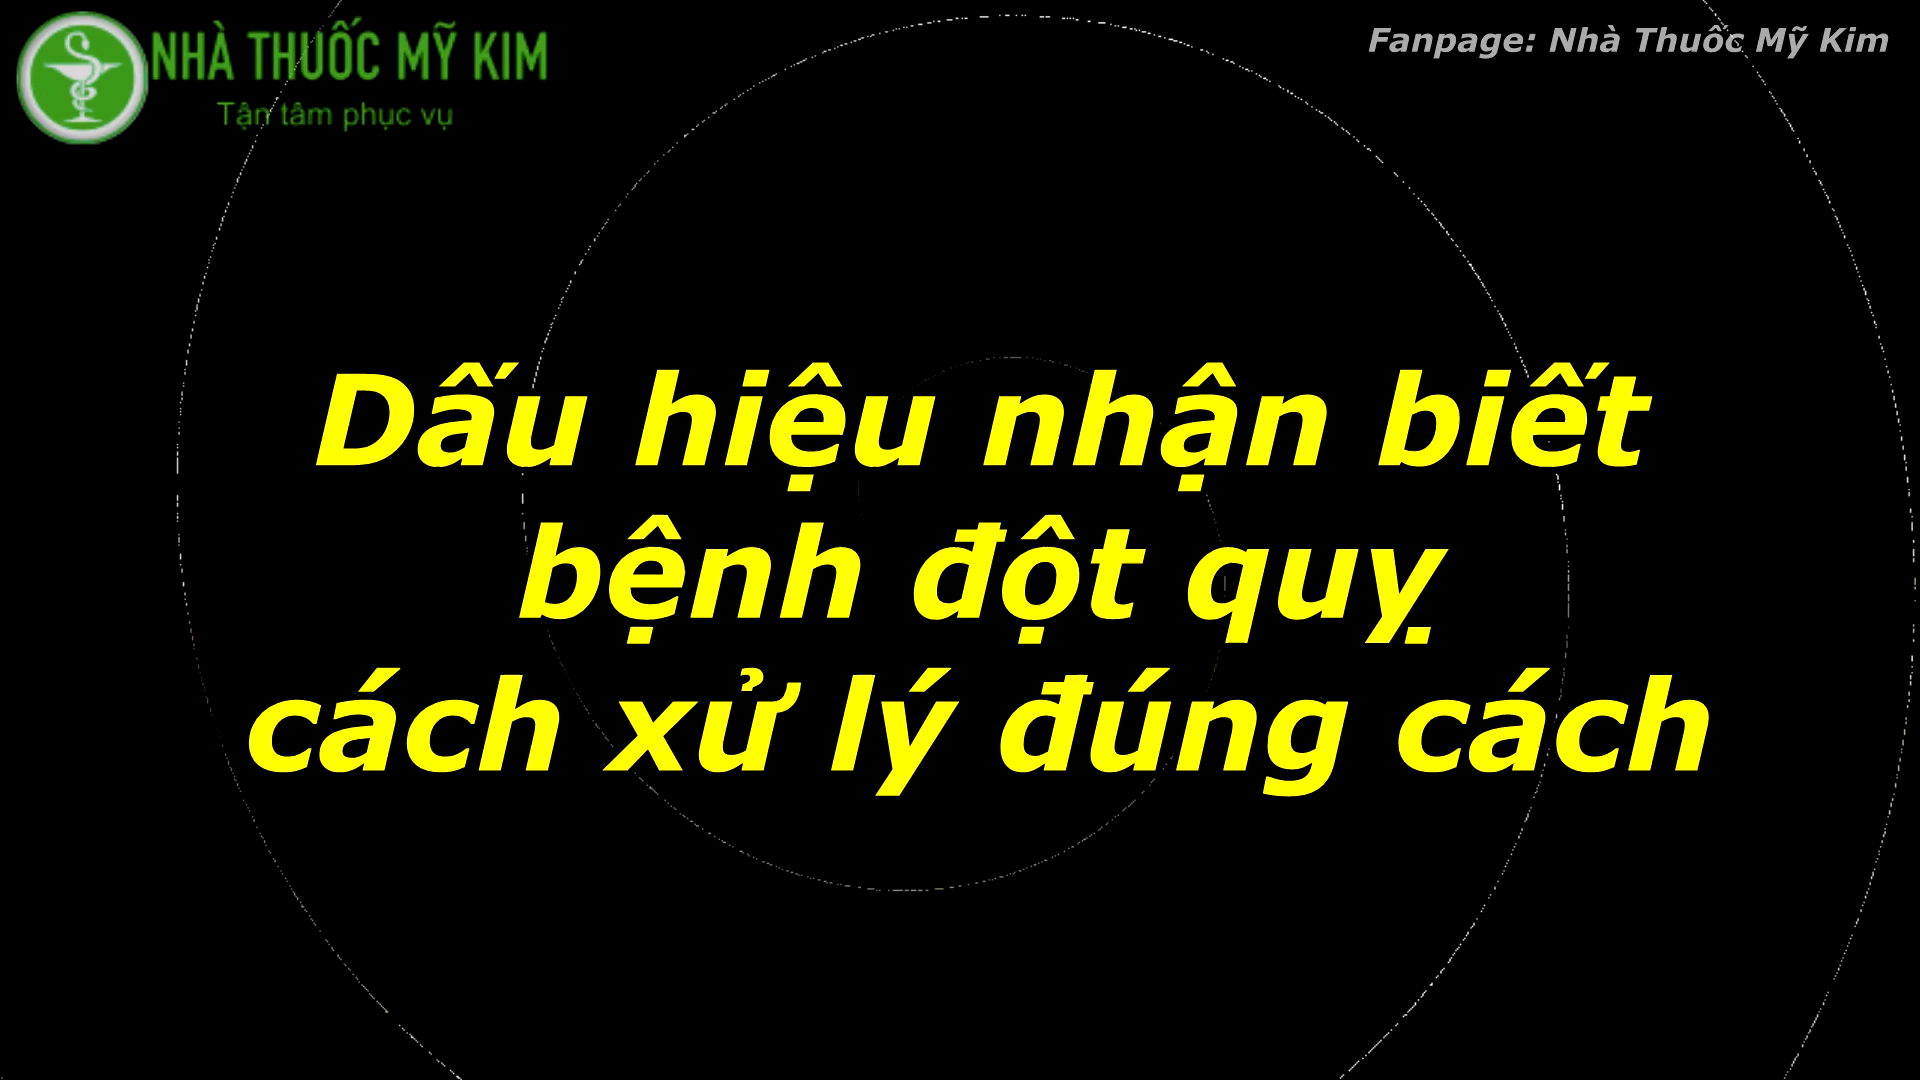 NHÀ THUỐC MỸ KIM
Tận tâm phục vụ
Fanpage: Nhà Thuốc Mỹ Kim
Dấu hiệu nhận biết
bệnh đột quỵ
cách xử lý đúng cách